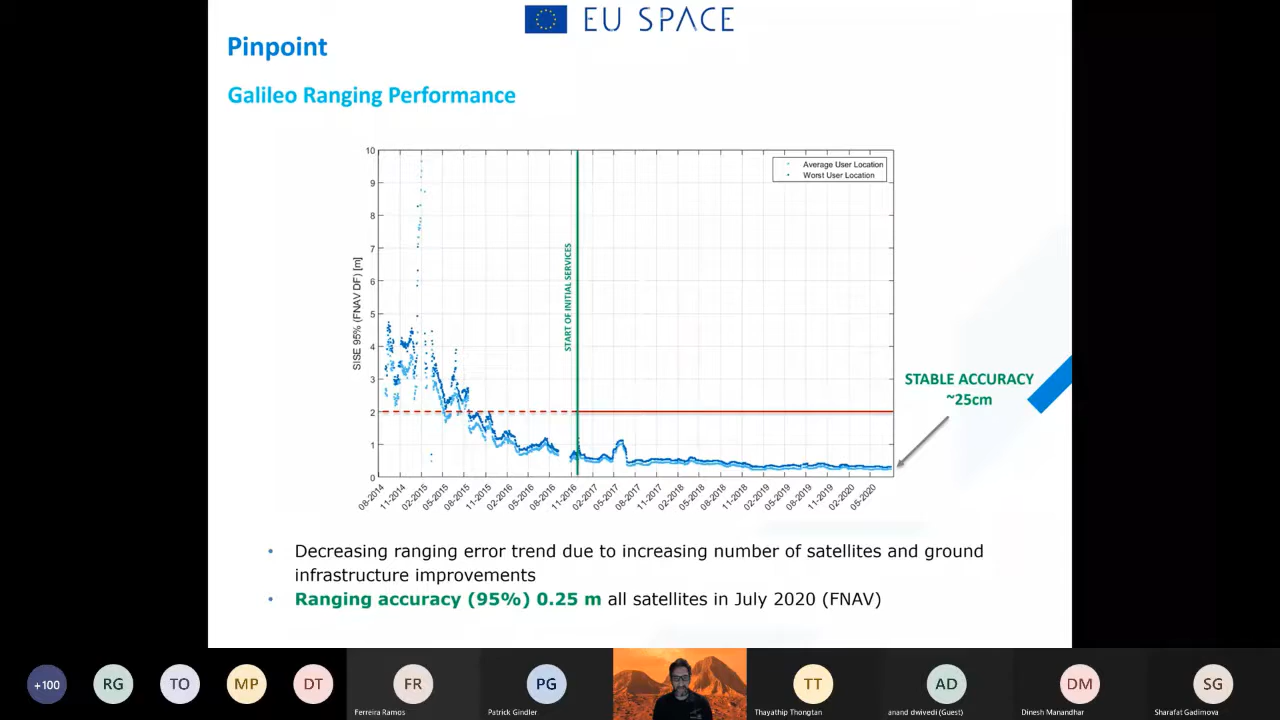 EU SPACE
Pinpoint
Galileo Ranging Performance
10
9
8
7
6
5
4
3
2
1
0
SISE 95% (FNAV DF) [m]
Average User Location
Worst User Location
START OF INITIAL SERVICES
STABLE ACCURACY
~25cm
08-2014
11-2014
02-2015
05-2015
08-2015
11-2015
02-2016
05-2016
08-2016
11-2016
02-2017
05-2017
08-2017
11-2017
02-2018
05-2018
08-2018
11-2018
02-2019
05-2019
08-2019
11-2019
02-2020
05-2020
• Decreasing ranging error trend due to increasing number of satellites and ground
infrastructure improvements
• Ranging accuracy (95%) 0.25 m all satellites in July 2020 (FNAV)
+100
RG
TO
MP
DT
FR
PG
TT
AD
DM
SG
Ferreira Ramos
Patrick Gindler
Thayathip Thongtan
anand dwivedi (Guest)
Dinesh Manandhar
Sharafat Gadimova